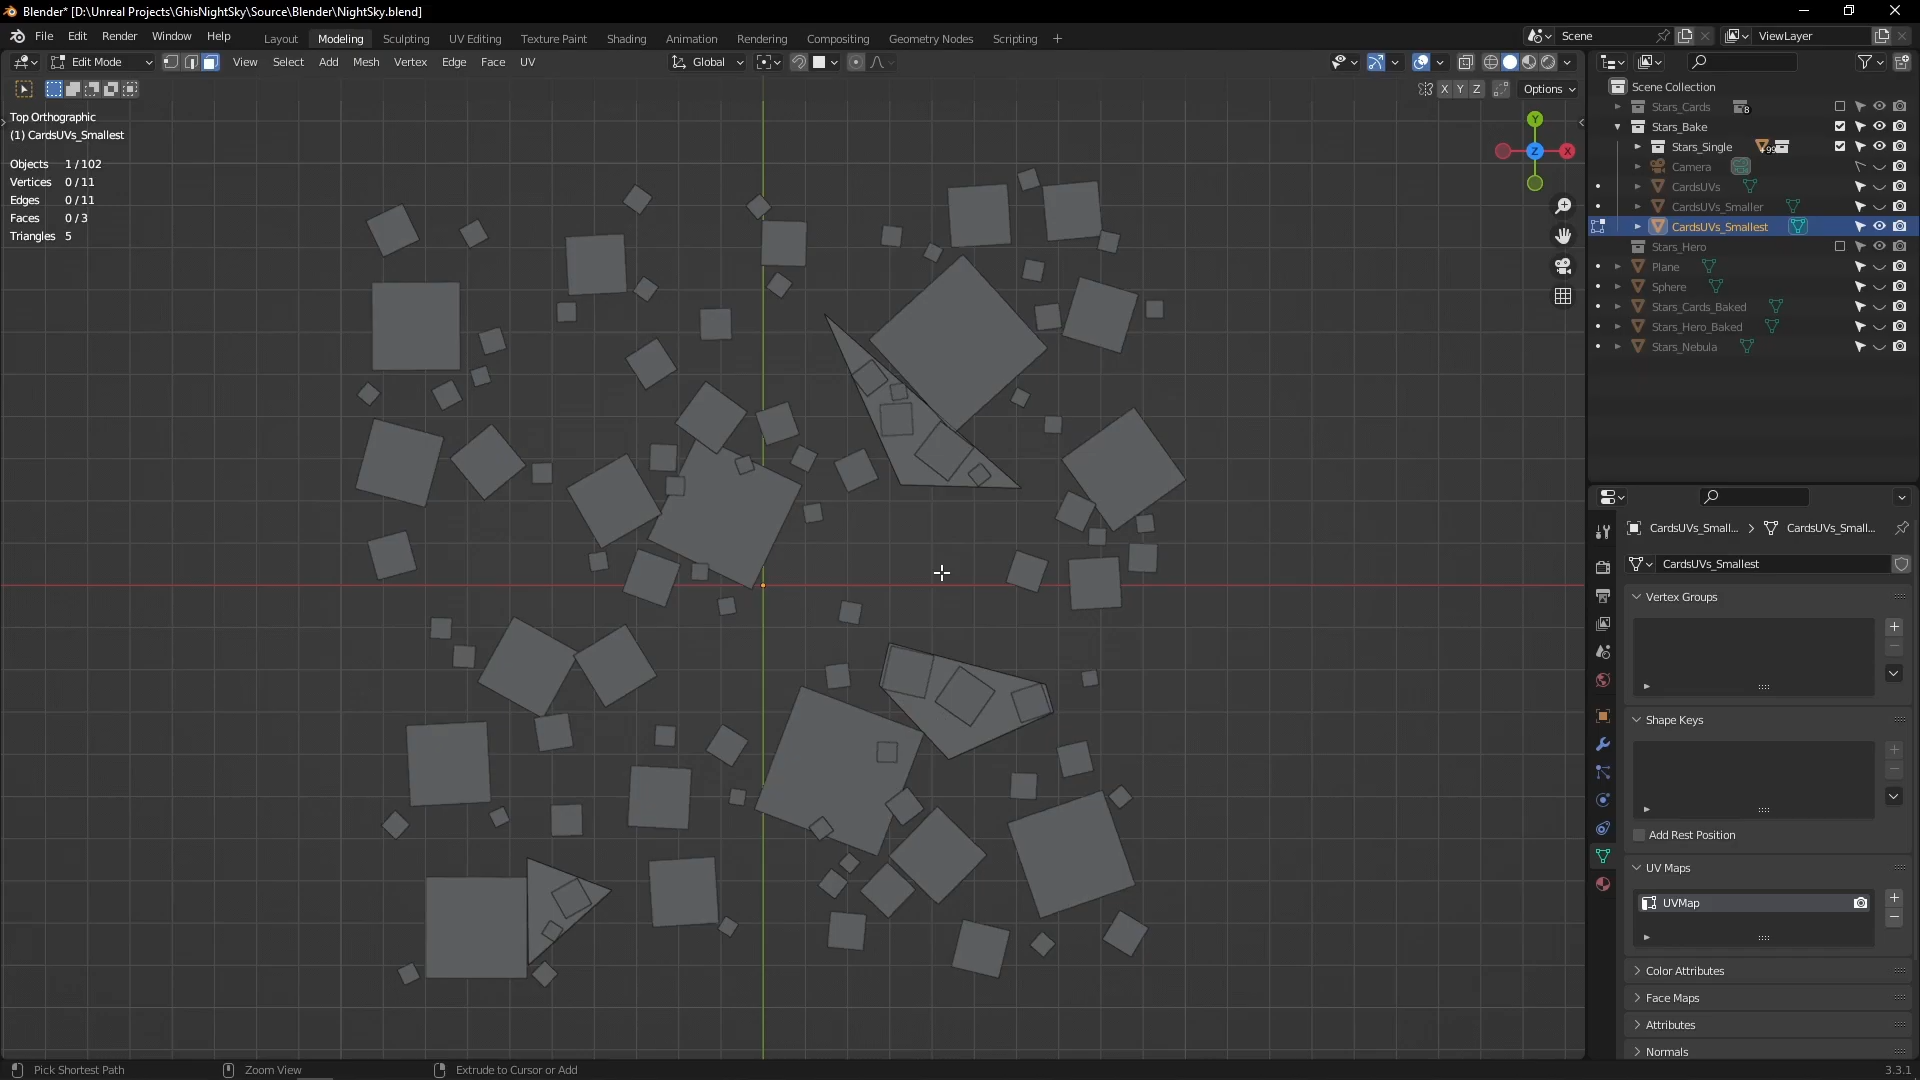 Blender* [D:\Unreal Projects\GhisNightSky\Source\Blender\NightSky.blend]
File Edit Render Window Help Layout Modeling Sculpting UV Editing Texture Paint Shading Animation Rendering Compositing Geometry Nodes Scripting + Scene ViewLayer
Edit Mode View Select Add Mesh Vertex Edge Face UV Global
X Y Z Options
Top Orthographic
(1) CardsUVs_Smallest
Objects 1 / 102
Vertices 0 / 11
Edges 0 / 11
Faces 0 / 3
Triangles 5
Y
Z
X
Scene Collection
Stars_Cards 8
Stars_Bake
Stars_Single +99
Camera
CardsUVs
CardsUVs_Smaller
CardsUVs_Smallest
Stars_Hero
Plane
Sphere
Stars_Cards_Baked
Stars_Hero_Baked
Stars_Nebula
CardsUVs_Small... > CardsUVs_Small...
CardsUVs_Smallest
Vertex Groups
Shape Keys
Add Rest Position
UV Maps
UVMap
Color Attributes
Face Maps
Attributes
Normals
Pick Shortest Path Zoom View Extrude to Cursor or Add 3.3.1